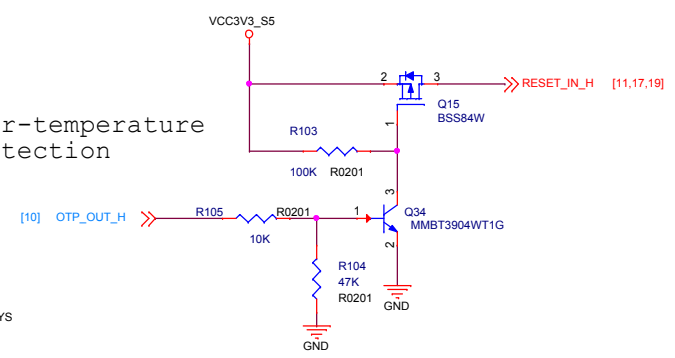 VCC3V3_S5
2
3
RESET_IN_H [11,17,19]
Q15
BSS84W
r-temperature
tection
R103
1
100K R0201
3
[10] OTP_OUT_H
R105
R0201
1
Q34
MMBT3904WT1G
10K
2
R104
47K
R0201
GND
YS
GND